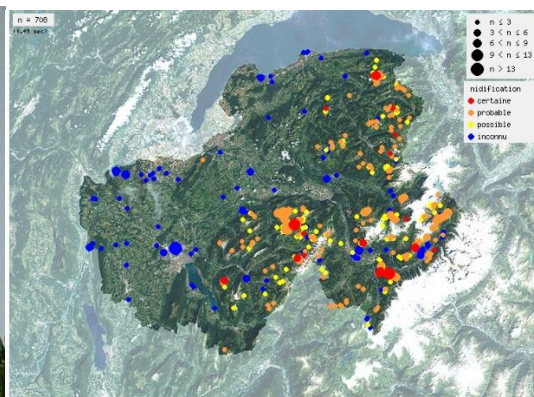 n = 708
n ≤ 3
3 < n ≤ 6
6 < n ≤ 9
9 < n ≤ 13
n > 13
nidification
certaine
probable
possible
inconnu